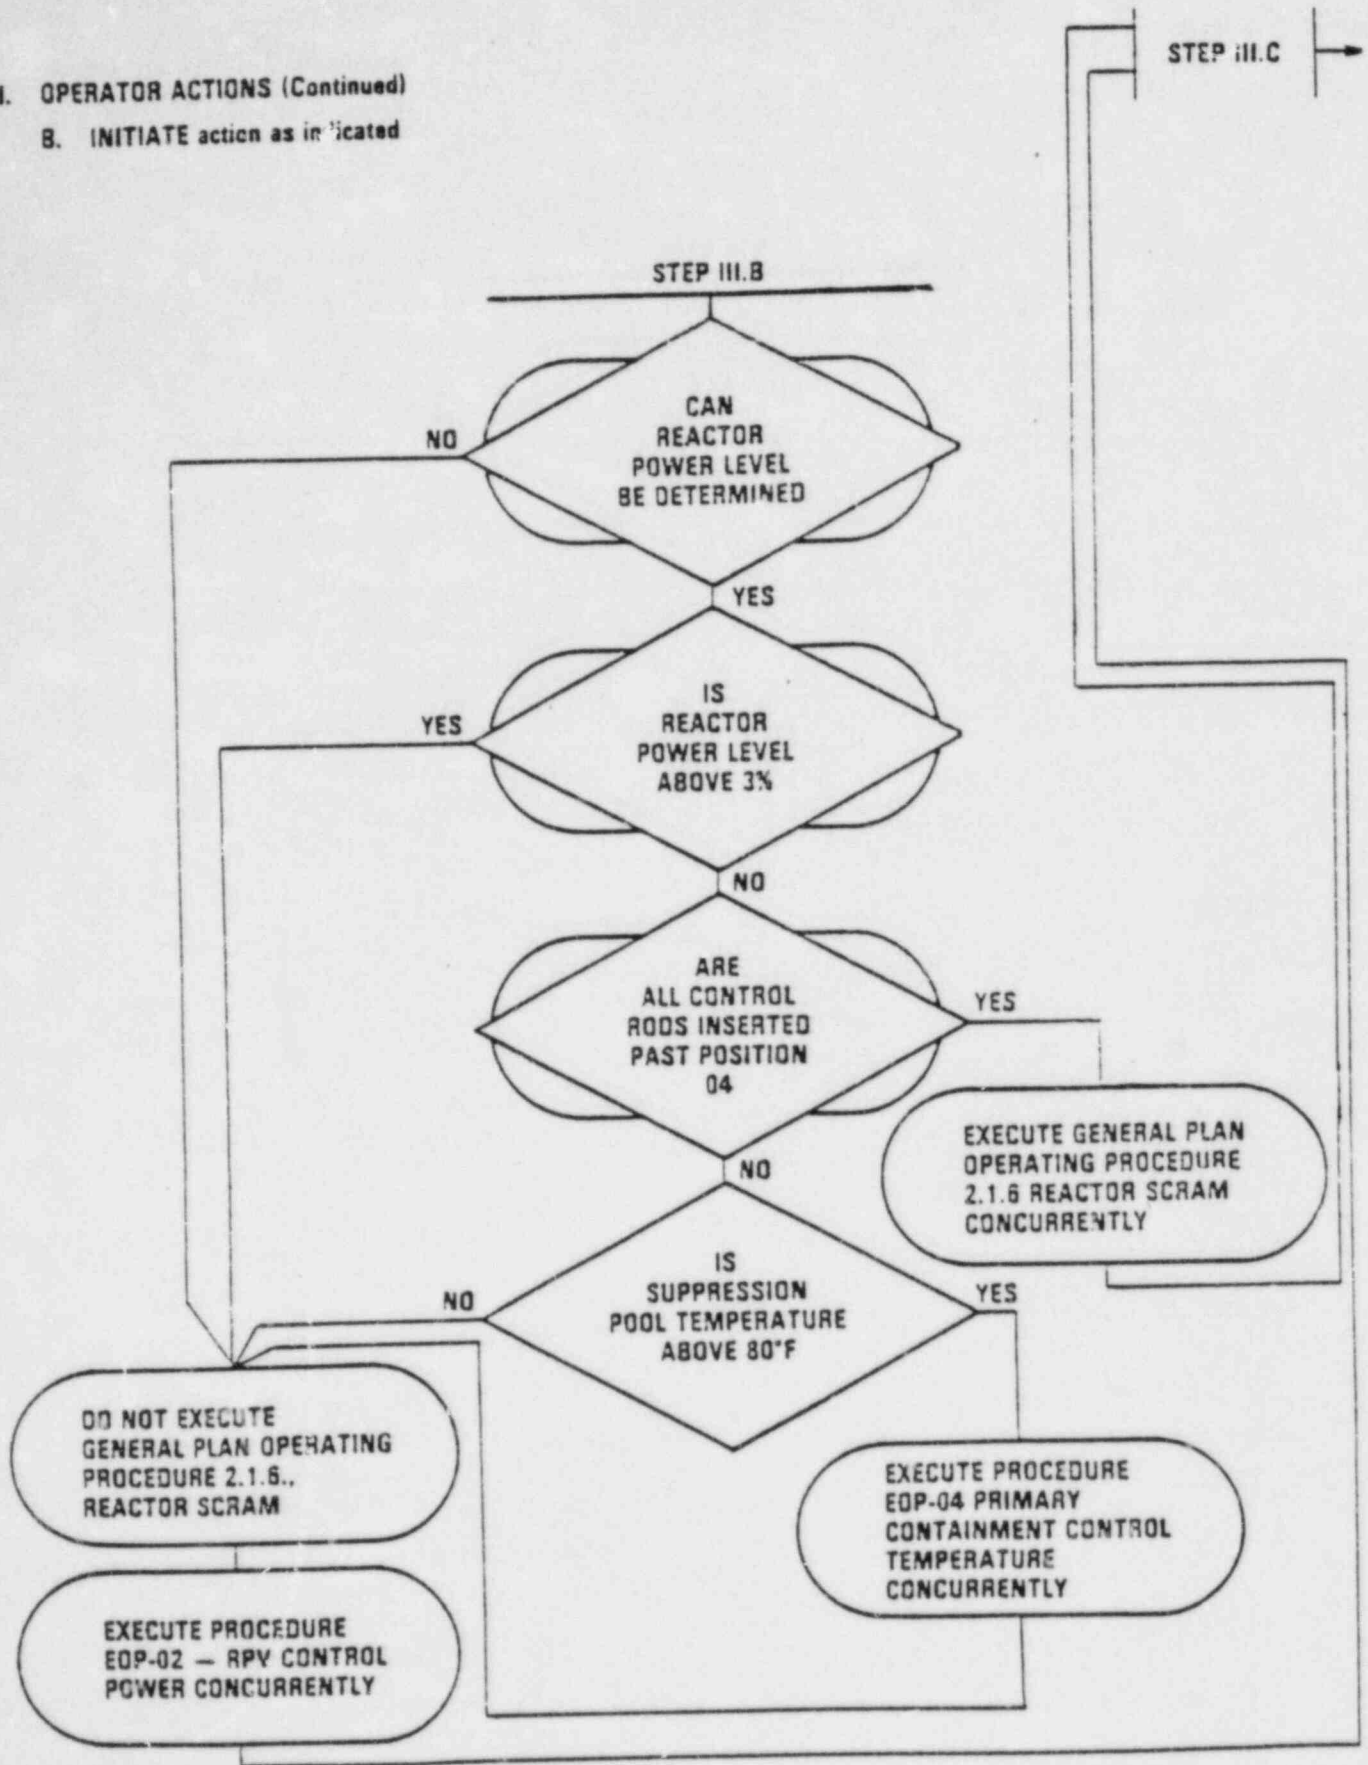 I. OPERATOR ACTIONS (Continued)
B. INITIATE action as in 'icated
STEP III.C
STEP III.B
CAN
REACTOR
POWER LEVEL
BE DETERMINED
NO
YES
IS
REACTOR
POWER LEVEL
ABOVE 3%
YES
NO
ARE
ALL CONTROL
RODS INSERTED
PAST POSITION
04
YES
NO
EXECUTE GENERAL PLAN
OPERATING PROCEDURE
2.1.6 REACTOR SCRAM
CONCURRENTLY
IS
SUPPRESSION
POOL TEMPERATURE
ABOVE 80°F
NO
YES
DO NOT EXECUTE
GENERAL PLAN OPERATING
PROCEDURE 2.1.6.,
REACTOR SCRAM
EXECUTE PROCEDURE
EOP-04 PRIMARY
CONTAINMENT CONTROL
TEMPERATURE
CONCURRENTLY
EXECUTE PROCEDURE
EOP-02 — RPV CONTROL
POWER CONCURRENTLY